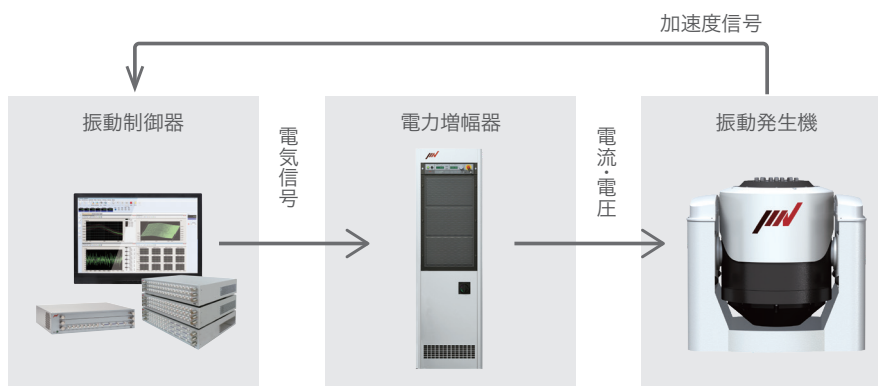 加速度信号
振動制御器
電気信号
電力増幅器
電流・電圧
振動発生機